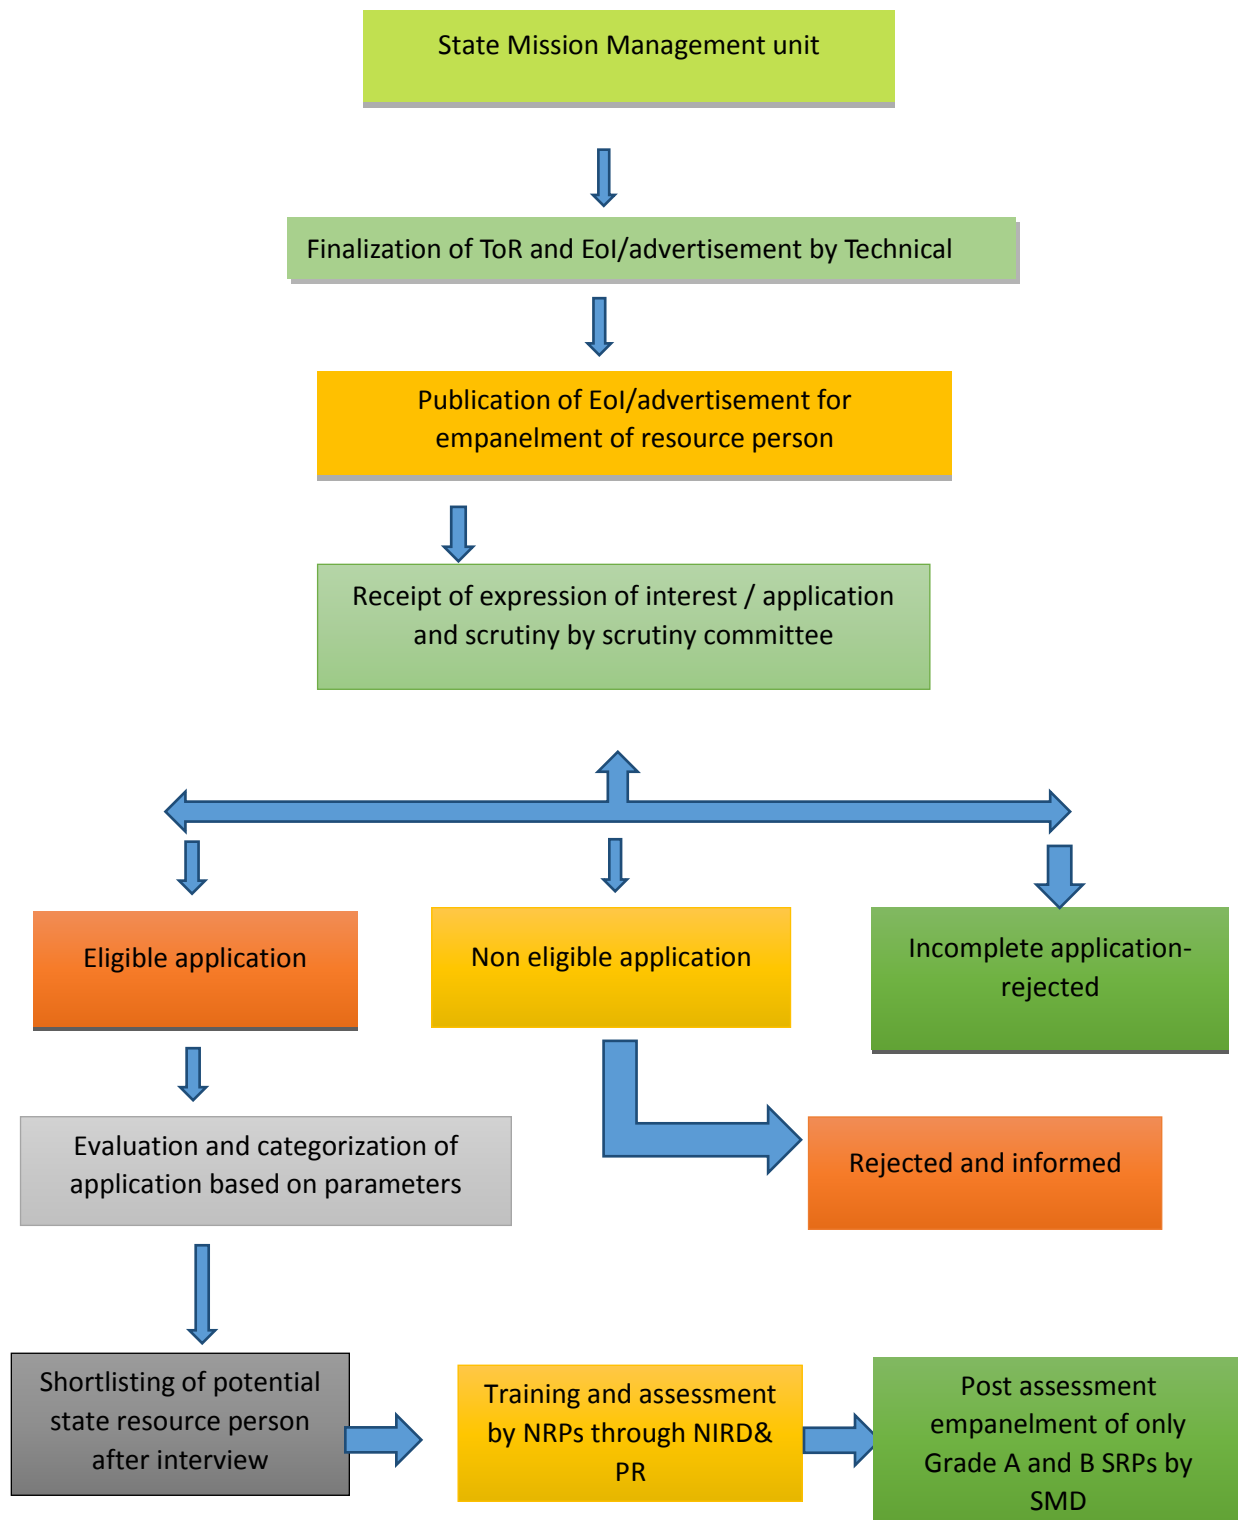 State Mission Management unit
Finalization of ToR and EoI/advertisement by Technical
Publication of EoI/advertisement for
empanelment of resource person
Receipt of expression of interest / application
and scrutiny by scrutiny committee
Eligible application
Non eligible application
Incomplete application-
rejected
Evaluation and categorization of
application based on parameters
Rejected and informed
Shortlisting of potential
state resource person
after interview
Training and assessment
by NRPs through NIRD&
PR
Post assessment
empanelment of only
Grade A and B SRPs by
SMD